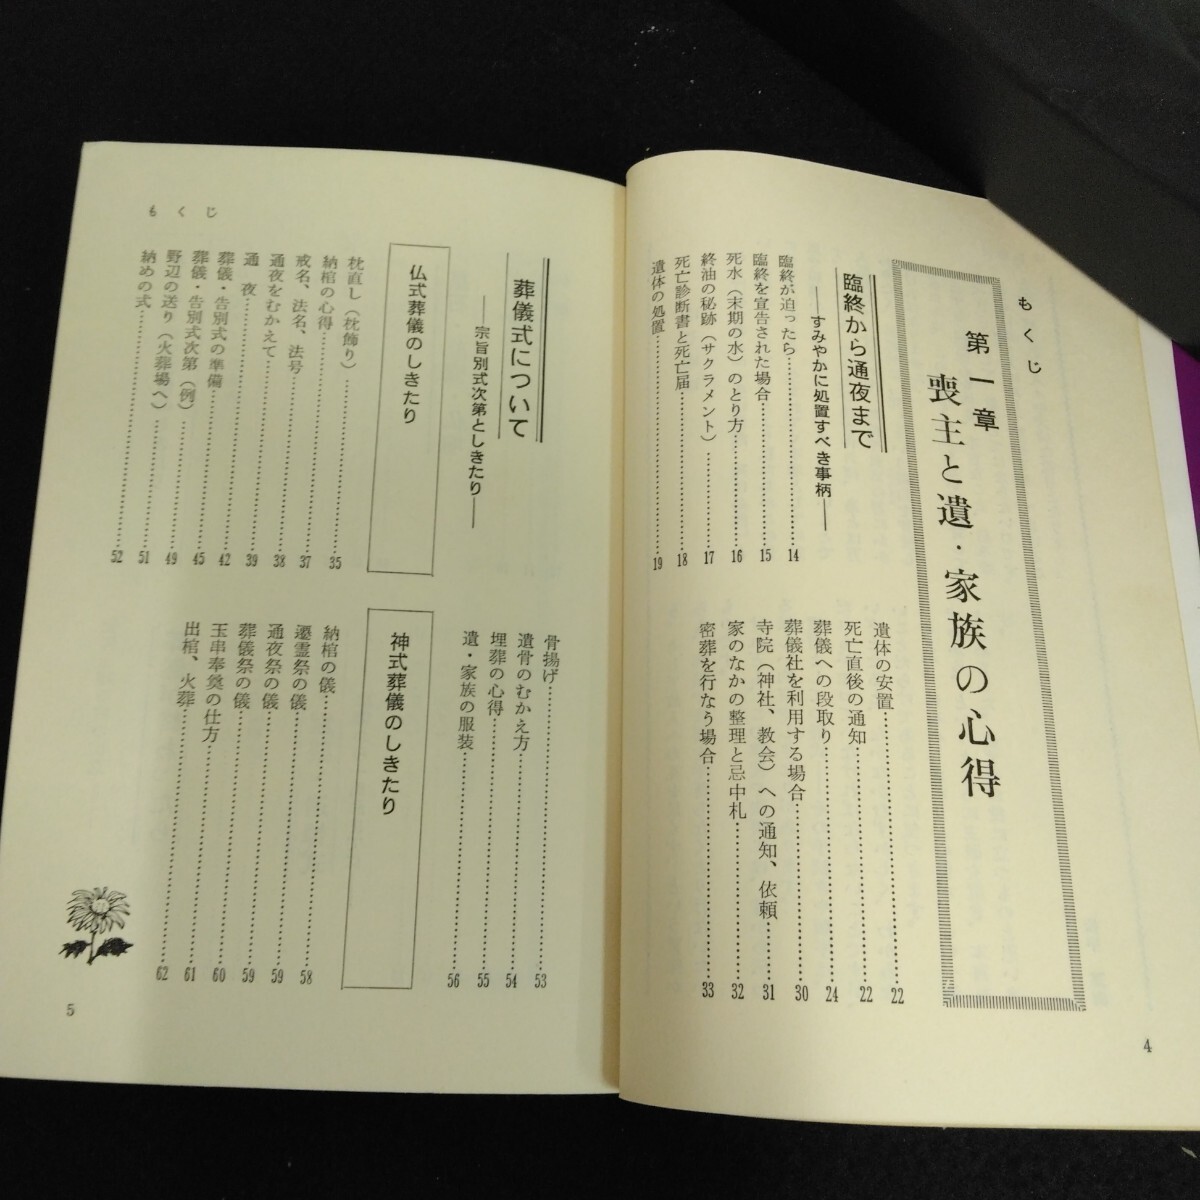 もくじ
第一章
喪主と遺・家族の心得
臨終から通夜まで
――すみやかに処置すべき事柄――
臨終が迫ったら…………14
臨終を宣告された場合…………15
死水（末期の水）のとり方…………16
終油の秘跡（サクラメント）…………17
死亡診断書と死亡届…………18
遺体の処置…………19
遺体の安置…………22
死亡直後の通知…………22
葬儀への段取り…………24
葬儀社を利用する場合…………30
寺院（神社、教会）への通知、依頼…………31
家のなかの整理と忌中札…………32
密葬を行なう場合…………33
4
もくじ
葬儀式について
――宗旨別式次第としきたり――
仏式葬儀のしきたり
枕直し（枕飾り）…………35
納棺の心得…………37
戒名、法名、法号…………38
通夜をむかえて…………39
通　夜…………42
葬儀・告別式の準備…………45
葬儀・告別式次第（例）…………49
野辺の送り（火葬場へ）…………51
納めの式…………52
骨揚げ…………53
遺骨のむかえ方…………54
埋葬の心得…………55
遺・家族の服装…………56
神式葬儀のしきたり
納棺の儀…………58
遷霊祭の儀…………59
通夜祭の儀…………59
葬儀祭の儀…………60
玉串奉奠の仕方…………61
出棺、火葬…………62
5